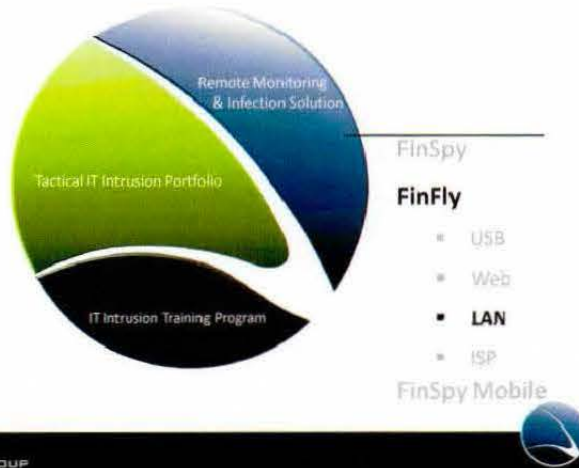 Remote Monitoring
& Infection Solution
Tactical IT Intrusion Portfolio
IT Intrusion Training Program
FinSpy
FinFly
▪ USB
▪ Web
▪ LAN
▪ ISP
FinSpy Mobile